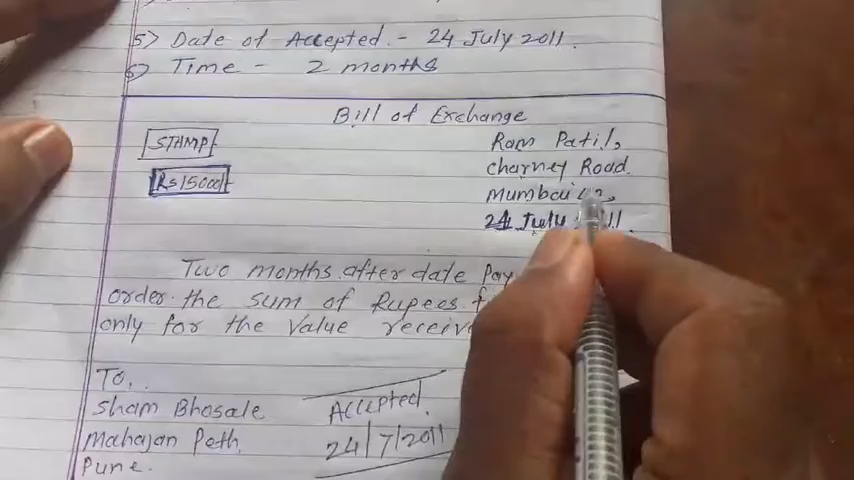 5) Date of Accepted. - 24 July 2011.
6) Time - 2 months
Bill of Exchange
STAMP
Ram Patil,
Charney Road.
Rs 15000/
Mumbai
24 July
Two months after date Pay
order the sum of Rupees
only for the value
To,
Sham Bhosale
Accepted.
Mahajan Peth
24/7/2011
Pune.